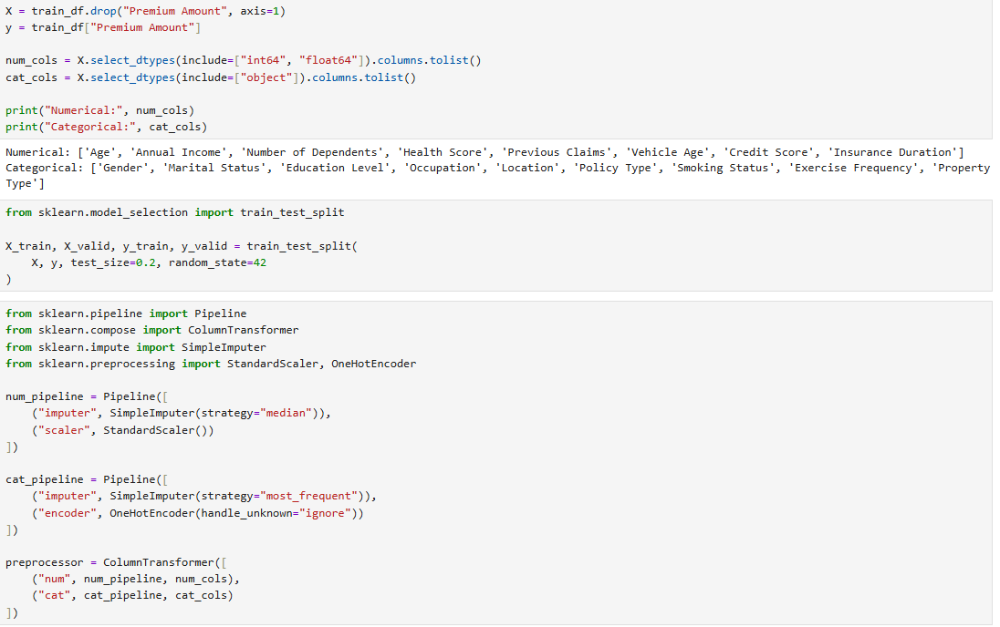 X = train_df.drop("Premium Amount", axis=1)
y = train_df["Premium Amount"]
num_cols = X.select_dtypes(include=["int64", "float64"]).columns.tolist()
cat_cols = X.select_dtypes(include=["object"]).columns.tolist()
print("Numerical:", num_cols)
print("Categorical:", cat_cols)
Numerical: ['Age', 'Annual Income', 'Number of Dependents', 'Health Score', 'Previous Claims', 'Vehicle Age', 'Credit Score', 'Insurance Duration']
Categorical: ['Gender', 'Marital Status', 'Education Level', 'Occupation', 'Location', 'Policy Type', 'Smoking Status', 'Exercise Frequency', 'Property
Type']
from sklearn.model_selection import train_test_split
X_train, X_valid, y_train, y_valid = train_test_split(
    X, y, test_size=0.2, random_state=42
)
from sklearn.pipeline import Pipeline
from sklearn.compose import ColumnTransformer
from sklearn.impute import SimpleImputer
from sklearn.preprocessing import StandardScaler, OneHotEncoder
num_pipeline = Pipeline([
    ("imputer", SimpleImputer(strategy="median")),
    ("scaler", StandardScaler())
])
cat_pipeline = Pipeline([
    ("imputer", SimpleImputer(strategy="most_frequent")),
    ("encoder", OneHotEncoder(handle_unknown="ignore"))
])
preprocessor = ColumnTransformer([
    ("num", num_pipeline, num_cols),
    ("cat", cat_pipeline, cat_cols)
])